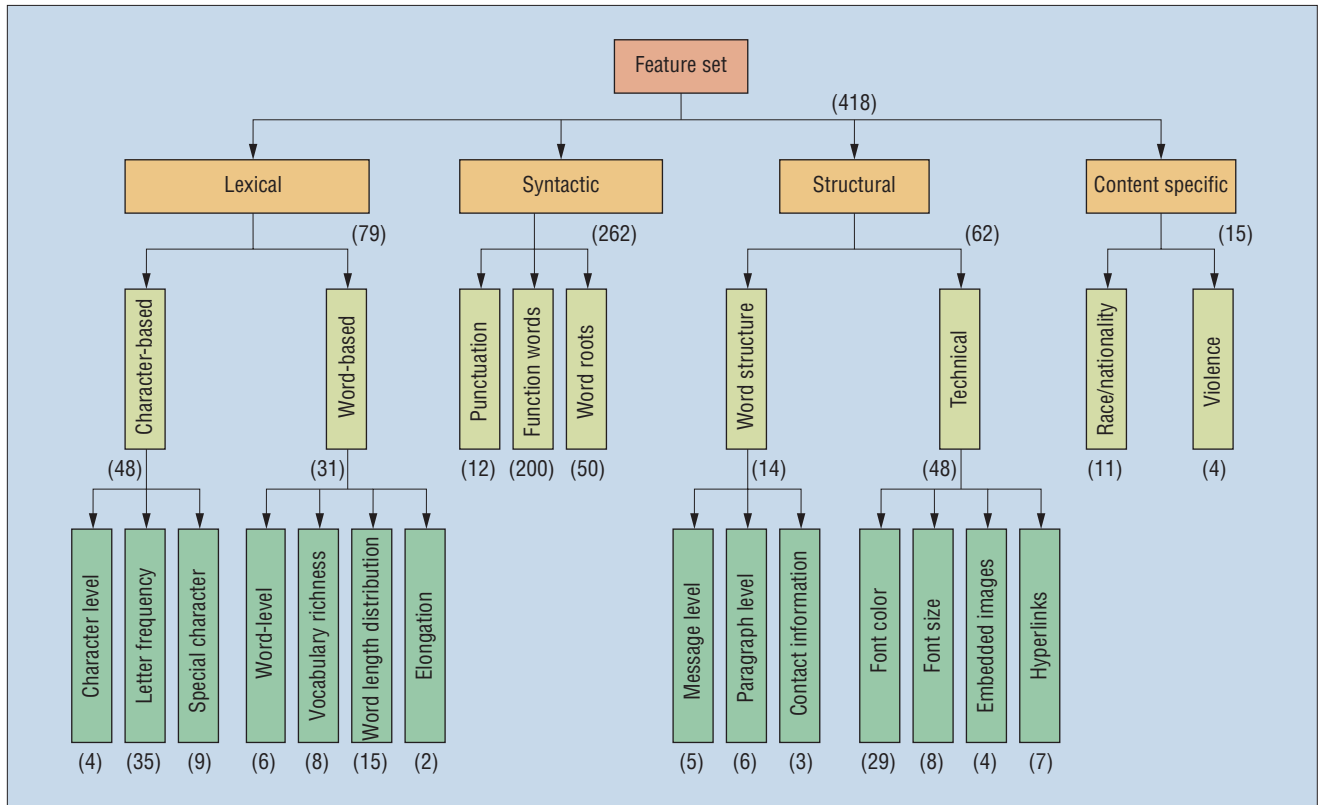 Feature set
(418)
Lexical
Syntactic
Structural
Content specific
(79)
(262)
(62)
(15)
Character-based
Word-based
Punctuation
Function words
Word roots
Word structure
Technical
Race/nationality
Violence
(48)
(31)
(12)
(200)
(50)
(14)
(48)
(11)
(4)
Character level
Letter frequency
Special character
Word-level
Vocabulary richness
Word length distribution
Elongation
Message level
Paragraph level
Contact information
Font color
Font size
Embedded images
Hyperlinks
(4)
(35)
(9)
(6)
(8)
(15)
(2)
(5)
(6)
(3)
(29)
(8)
(4)
(7)